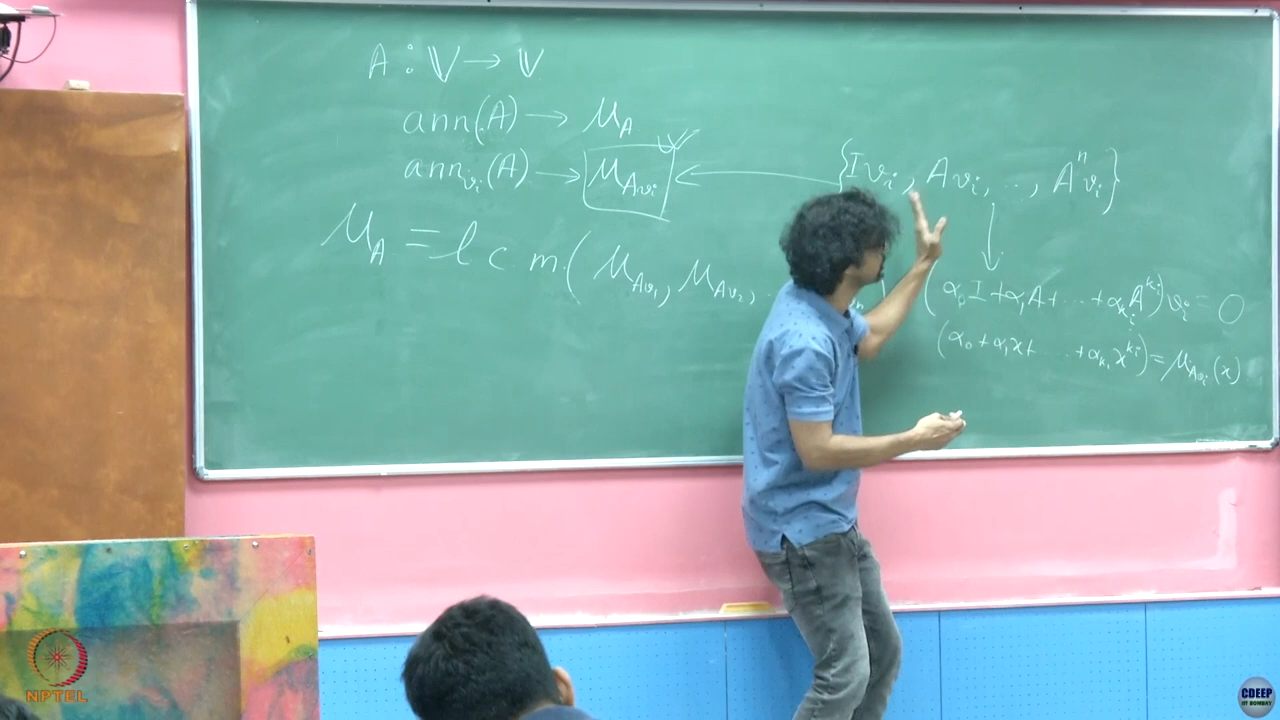 A : 𝕍 → 𝕍
ann(A) → μ_A
ann_{v_i}(A) → μ_{Av_i} ← {Iv_i, Av_i, .., A^n v_i}
μ_A = l c m. (μ_{Av_1}, μ_{Av_2}, .
(α_0 I + α_1 A + ... + α_{k_i} A^{k_i}) v_i = 0
(α_0 + α_1 x + ... + α_{k_i} x^{k_i}) = μ_{Av_i}(x)
NPTEL
CDEEP
IIT BOMBAY